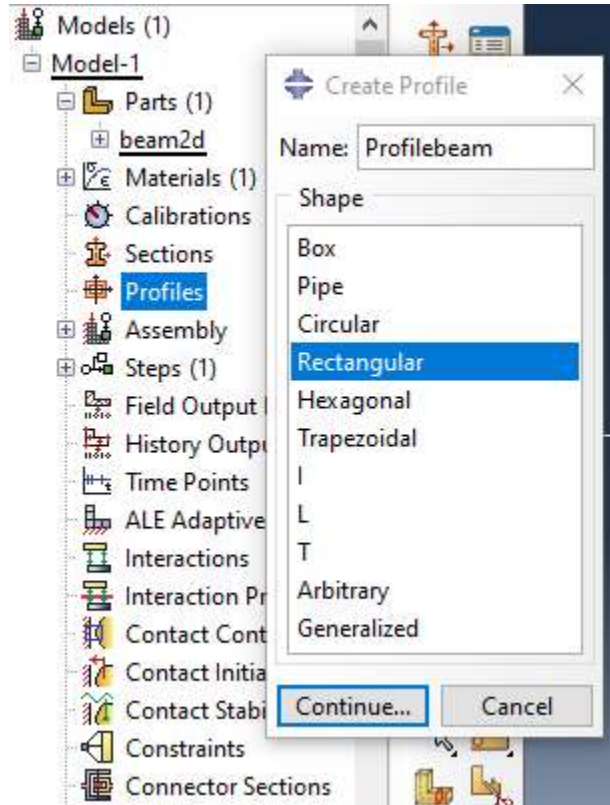 Models (1)
Model-1
Parts (1)
beam2d
Materials (1)
Calibrations
Sections
Profiles
Assembly
Steps (1)
Field Output
History Outp
Time Points
ALE Adaptive
Interactions
Interaction Pr
Contact Cont
Contact Initia
Contact Stabi
Constraints
Connector Sections
Create Profile
Name: Profilebeam
Shape
Box
Pipe
Circular
Rectangular
Hexagonal
Trapezoidal
I
L
T
Arbitrary
Generalized
Continue... Cancel